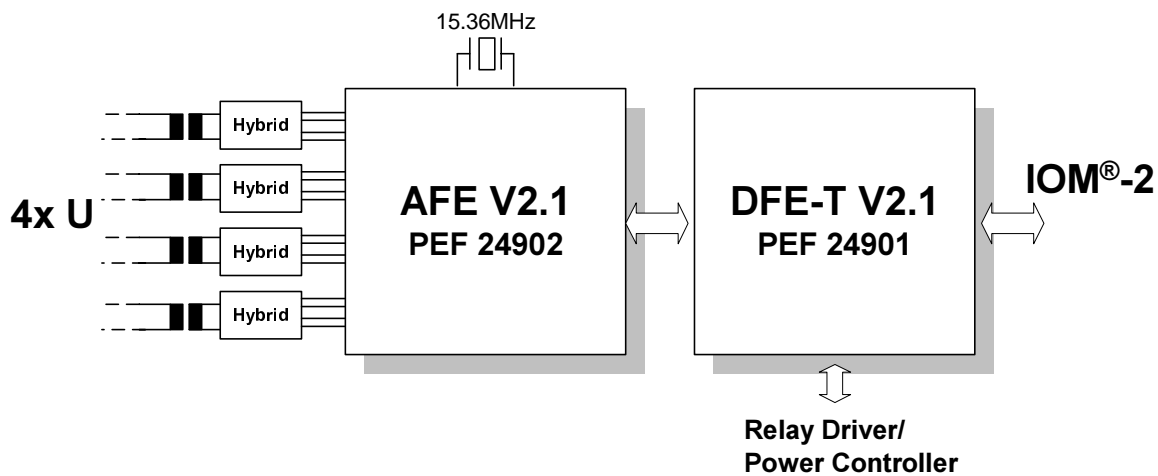 15.36MHz
Hybrid
Hybrid
Hybrid
Hybrid
4x U
AFE V2.1
PEF 24902
DFE-T V2.1
PEF 24901
IOM®-2
Relay Driver/
Power Controller